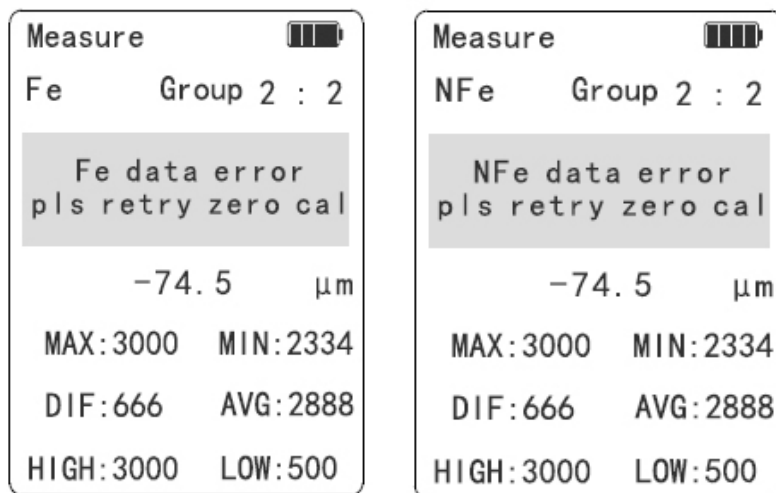 Measure
Fe Group 2 : 2
Fe data error
pls retry zero cal
-74.5 μm
MAX:3000 MIN:2334
DIF:666 AVG:2888
HIGH:3000 LOW:500
Measure
NFe Group 2 : 2
NFe data error
pls retry zero cal
-74.5 μm
MAX:3000 MIN:2334
DIF:666 AVG:2888
HIGH:3000 LOW:500